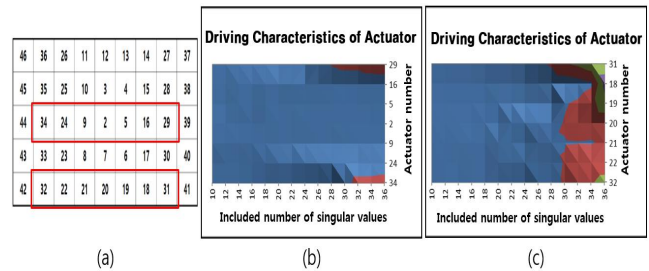 46 36 26 11 12 13 14 27 37
45 35 25 10 3 4 15 28 38
44 34 24 9 2 5 16 29 39
43 33 23 8 7 6 17 30 40
42 32 22 21 20 19 18 31 41
(a)
Driving Characteristics of Actuator
29
16
5
2
9
24
34
Actuator number
10 12 14 16 18 20 22 24 26 28 30 32 34 36
Included number of singular values
(b)
Driving Characteristics of Actuator
31
18
19
20
21
22
32
Actuator number
10 12 14 16 18 20 22 24 26 28 30 32 34 36
Included number of singular values
(c)